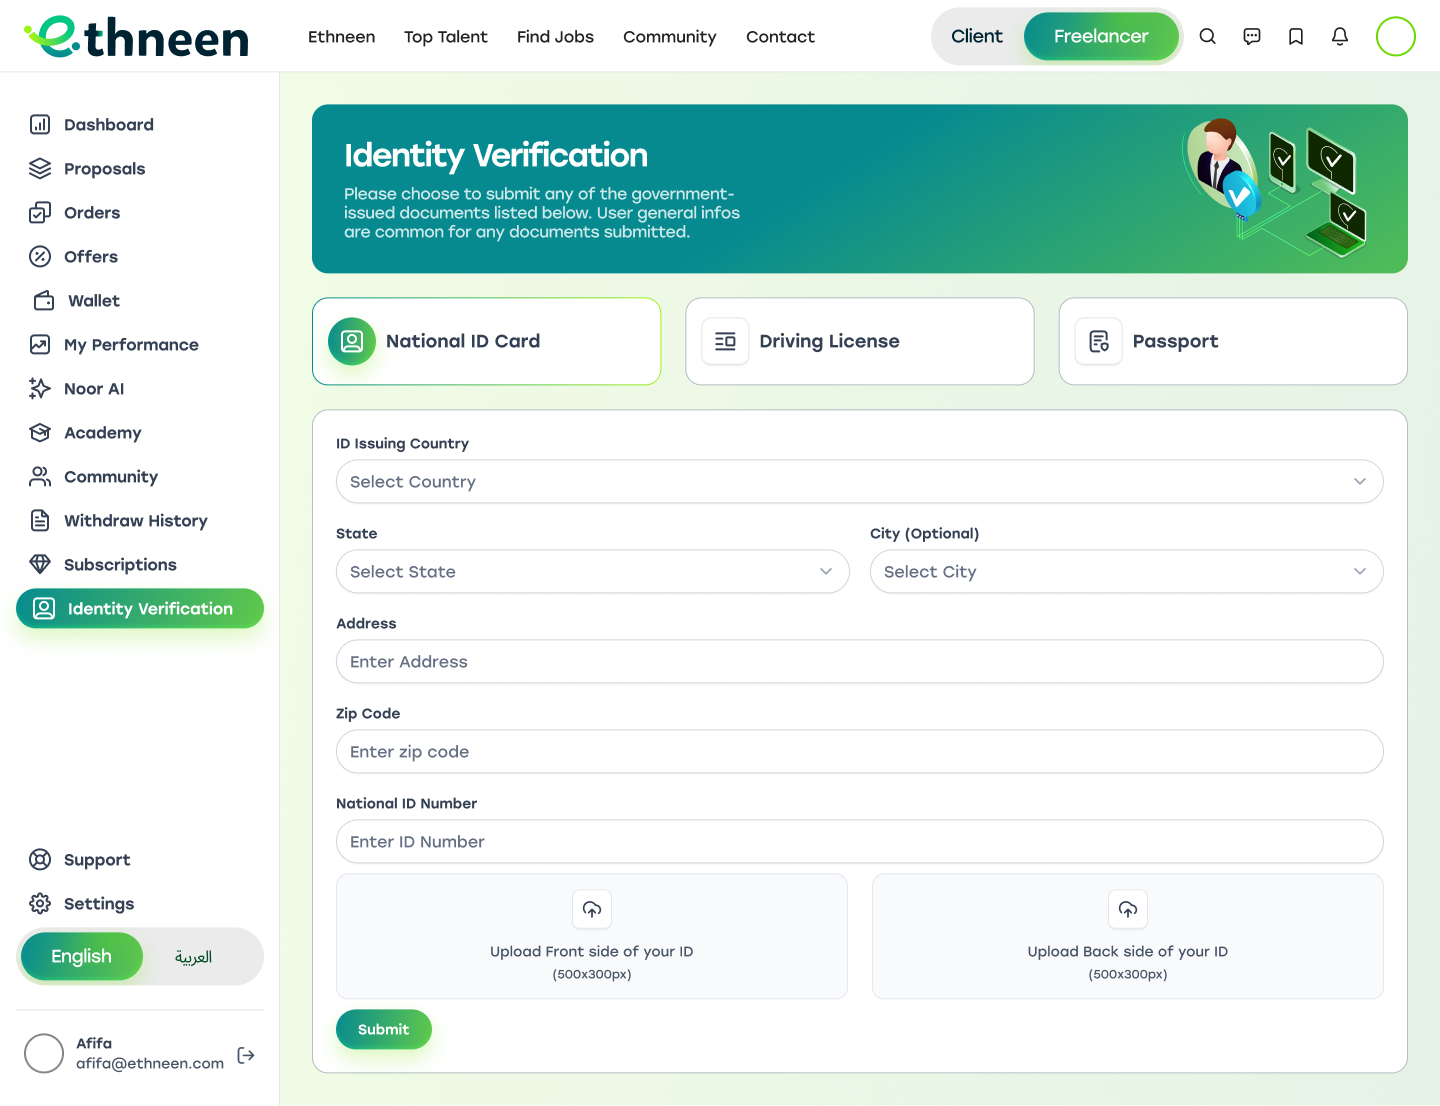 ethneen
Ethneen
Top Talent
Find Jobs
Community
Contact
Client
Freelancer
Dashboard
Proposals
Orders
Offers
Wallet
My Performance
Noor AI
Academy
Community
Withdraw History
Subscriptions
Identity Verification
Support
Settings
English
العربية
Afifa
afifa@ethneen.com
Identity Verification
Please choose to submit any of the government-
issued documents listed below. User general infos
are common for any documents submitted.
National ID Card
Driving License
Passport
ID Issuing Country
Select Country
State
Select State
City (Optional)
Select City
Address
Enter Address
Zip Code
Enter zip code
National ID Number
Enter ID Number
Upload Front side of your ID
(500x300px)
Upload Back side of your ID
(500x300px)
Submit